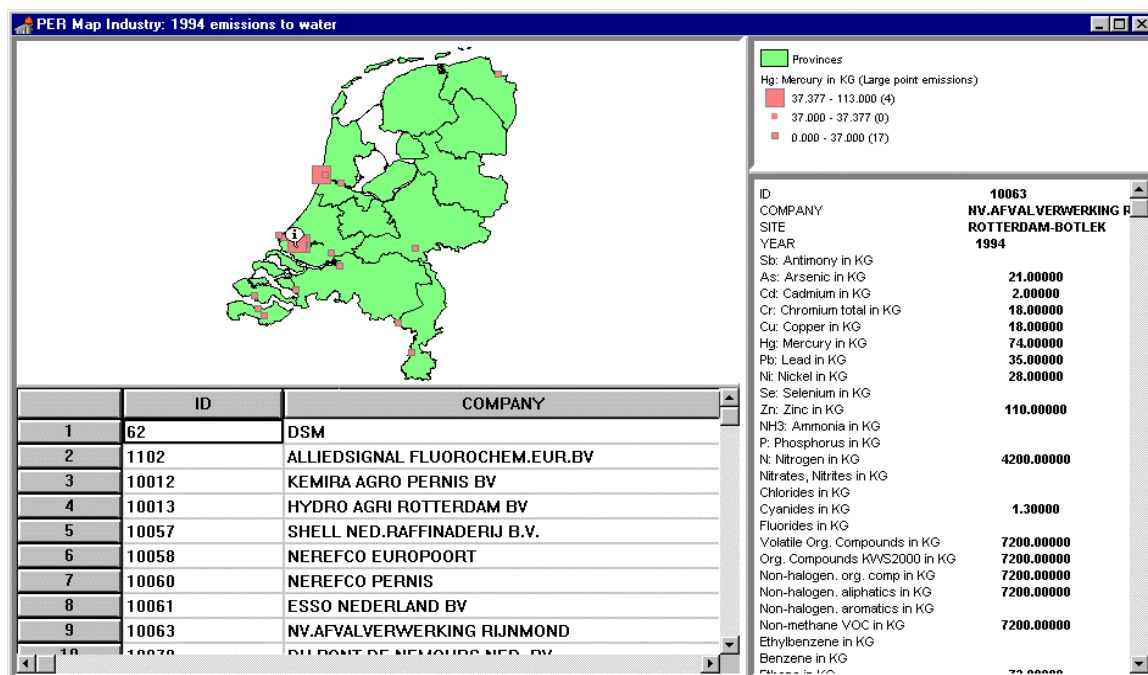 PER Map Industry: 1994 emissions to water
i
Provinces
Hg: Mercury in KG (Large point emissions)
37.377 - 113.000 (4)
37.000 - 37.377 (0)
0.000 - 37.000 (17)
ID 10063
COMPANY NV.AFVALVERWERKING R
SITE ROTTERDAM-BOTLEK
YEAR 1994
Sb: Antimony in KG
As: Arsenic in KG 21.00000
Cd: Cadmium in KG 2.00000
Cr: Chromium total in KG 18.00000
Cu: Copper in KG 18.00000
Hg: Mercury in KG 74.00000
Pb: Lead in KG 35.00000
Ni: Nickel in KG 28.00000
Se: Selenium in KG
Zn: Zinc in KG 110.00000
NH3: Ammonia in KG
P: Phosphorus in KG
N: Nitrogen in KG 4200.00000
Nitrates, Nitrites in KG
Chlorides in KG
Cyanides in KG 1.30000
Fluorides in KG
Volatile Org. Compounds in KG 7200.00000
Org. Compounds KWS2000 in KG 7200.00000
Non-halogen. org. comp in KG 7200.00000
Non-halogen. aliphatics in KG 7200.00000
Non-halogen. aromatics in KG
Non-methane VOC in KG 7200.00000
Ethylbenzene in KG
Benzene in KG
ID COMPANY
1 62 DSM
2 1102 ALLIEDSIGNAL FLUOROCHEM.EUR.BV
3 10012 KEMIRA AGRO PERNIS BV
4 10013 HYDRO AGRI ROTTERDAM BV
5 10057 SHELL NED.RAFFINADERIJ B.V.
6 10058 NEREFCO EUROPOORT
7 10060 NEREFCO PERNIS
8 10061 ESSO NEDERLAND BV
9 10063 NV.AFVALVERWERKING RIJNMOND
10